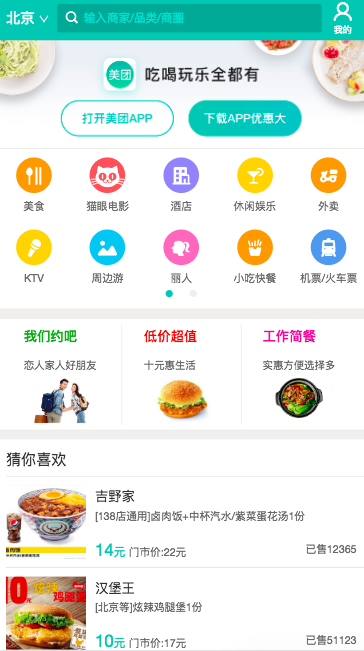 北京
输入商家/品类/商圈
我的
美团
吃喝玩乐全都有
打开美团APP
下载APP优惠大
美食
猫眼电影
酒店
休闲娱乐
外卖
KTV
周边游
丽人
小吃快餐
机票/火车票
我们约吧
低价超值
工作简餐
恋人家人好朋友
十元惠生活
实惠方便选择多
猜你喜欢
吉野家
[138店通用]卤肉饭+中杯汽水/紫菜蛋花汤1份
14元 门市价:22元
已售12365
汉堡王
[北京等]炫辣鸡腿堡1份
10元 门市价:17元
已售51123